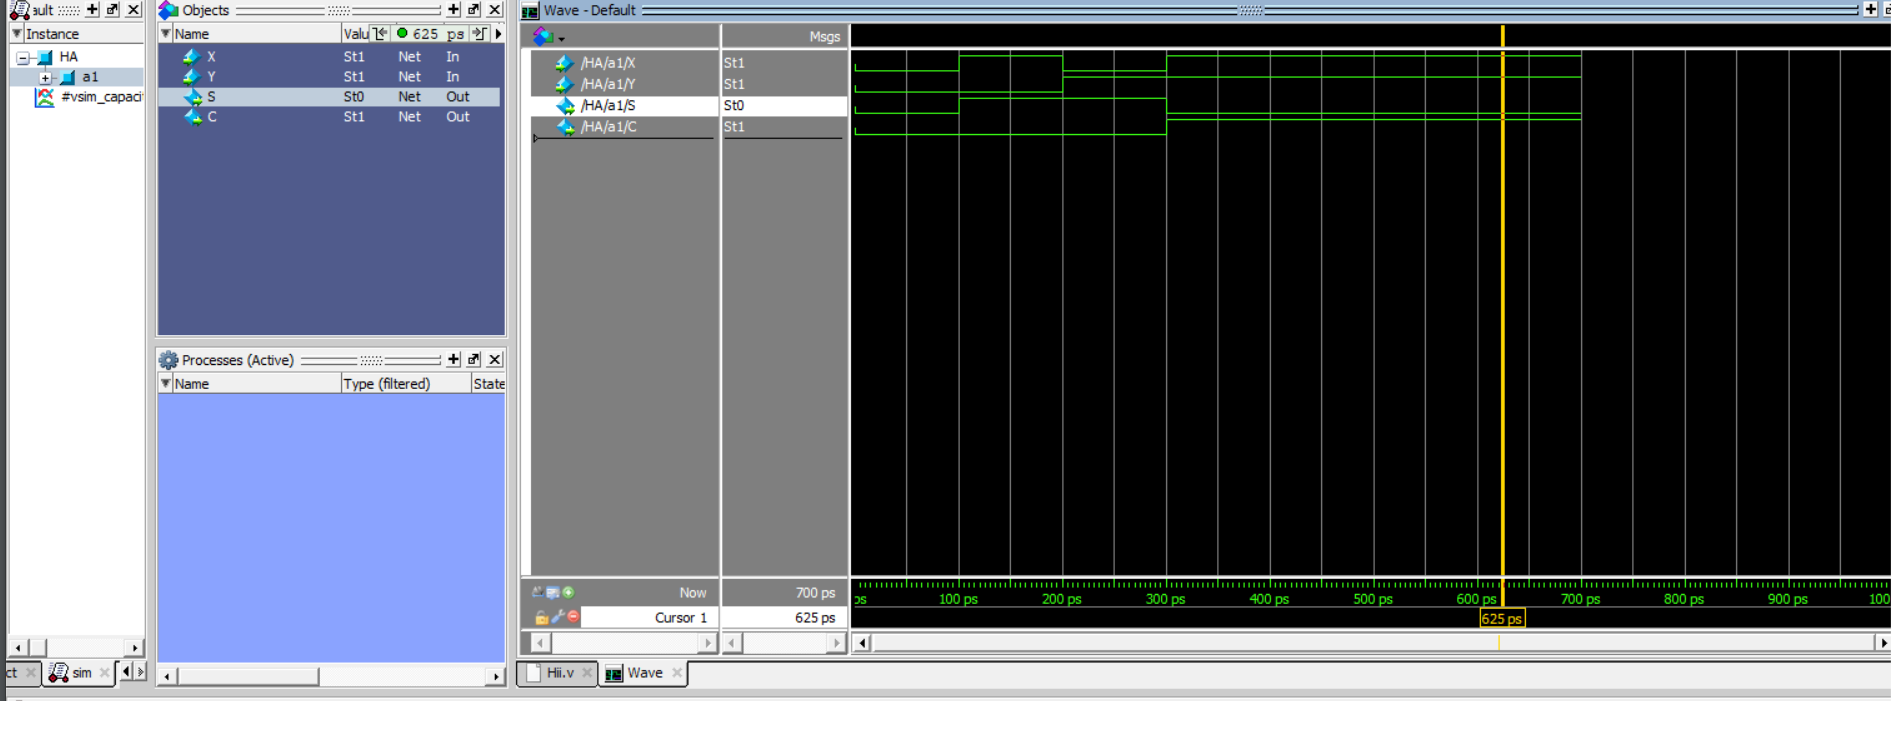 ault
Objects
Wave - Default
Instance
Name
Valu
625 ps
Msgs
HA
a1
#vsim_capaci
X St1 Net In
Y St1 Net In
S St0 Net Out
C St1 Net Out
/HA/a1/X St1
/HA/a1/Y St1
/HA/a1/S St0
/HA/a1/C St1
Processes (Active)
Name Type (filtered) State
Now 700 ps
Cursor 1 625 ps
ps 100 ps 200 ps 300 ps 400 ps 500 ps 600 ps 700 ps 800 ps 900 ps 100
625 ps
ct sim
Hii.v Wave